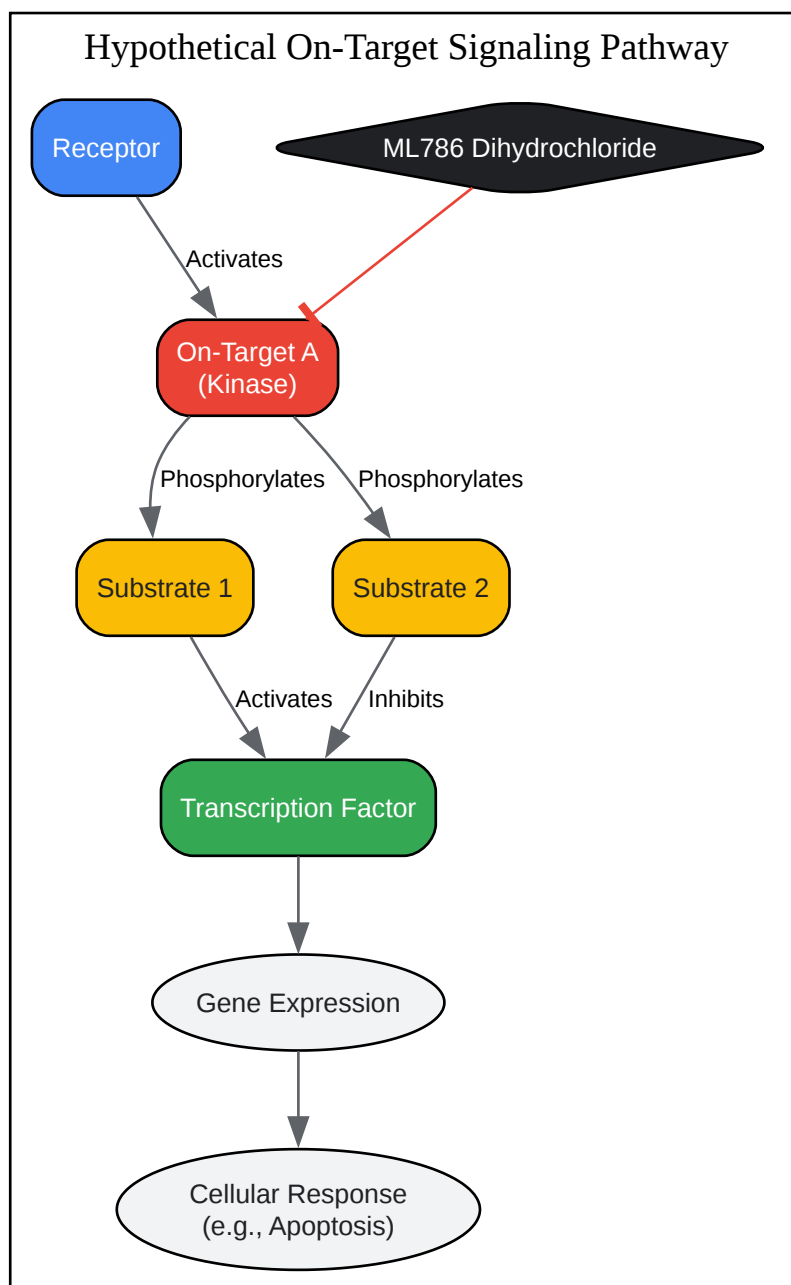 Hypothetical On-Target Signaling Pathway
Receptor
ML786 Dihydrochloride
Activates
On-Target A
(Kinase)
Phosphorylates
Phosphorylates
Substrate 1
Substrate 2
Activates
Inhibits
Transcription Factor
Gene Expression
Cellular Response
(e.g., Apoptosis)